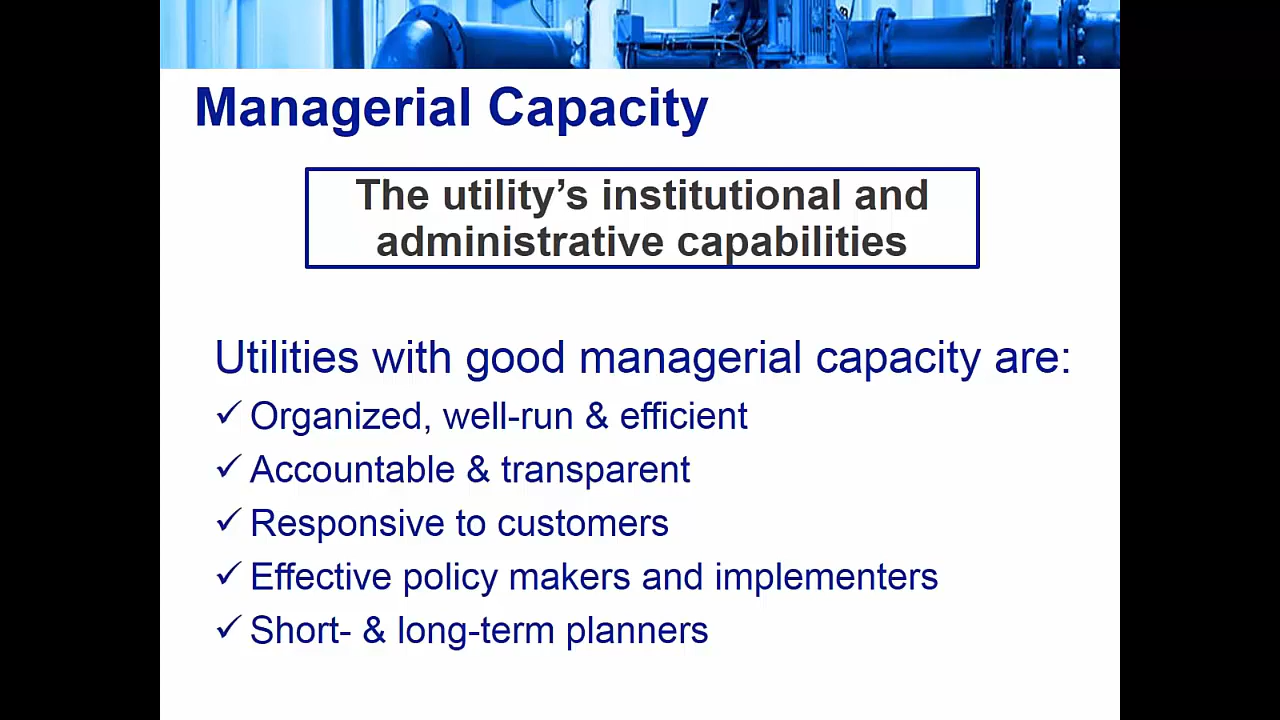 Managerial Capacity
The utility’s institutional and
administrative capabilities
Utilities with good managerial capacity are:
✓ Organized, well-run & efficient
✓ Accountable & transparent
✓ Responsive to customers
✓ Effective policy makers and implementers
✓ Short- & long-term planners